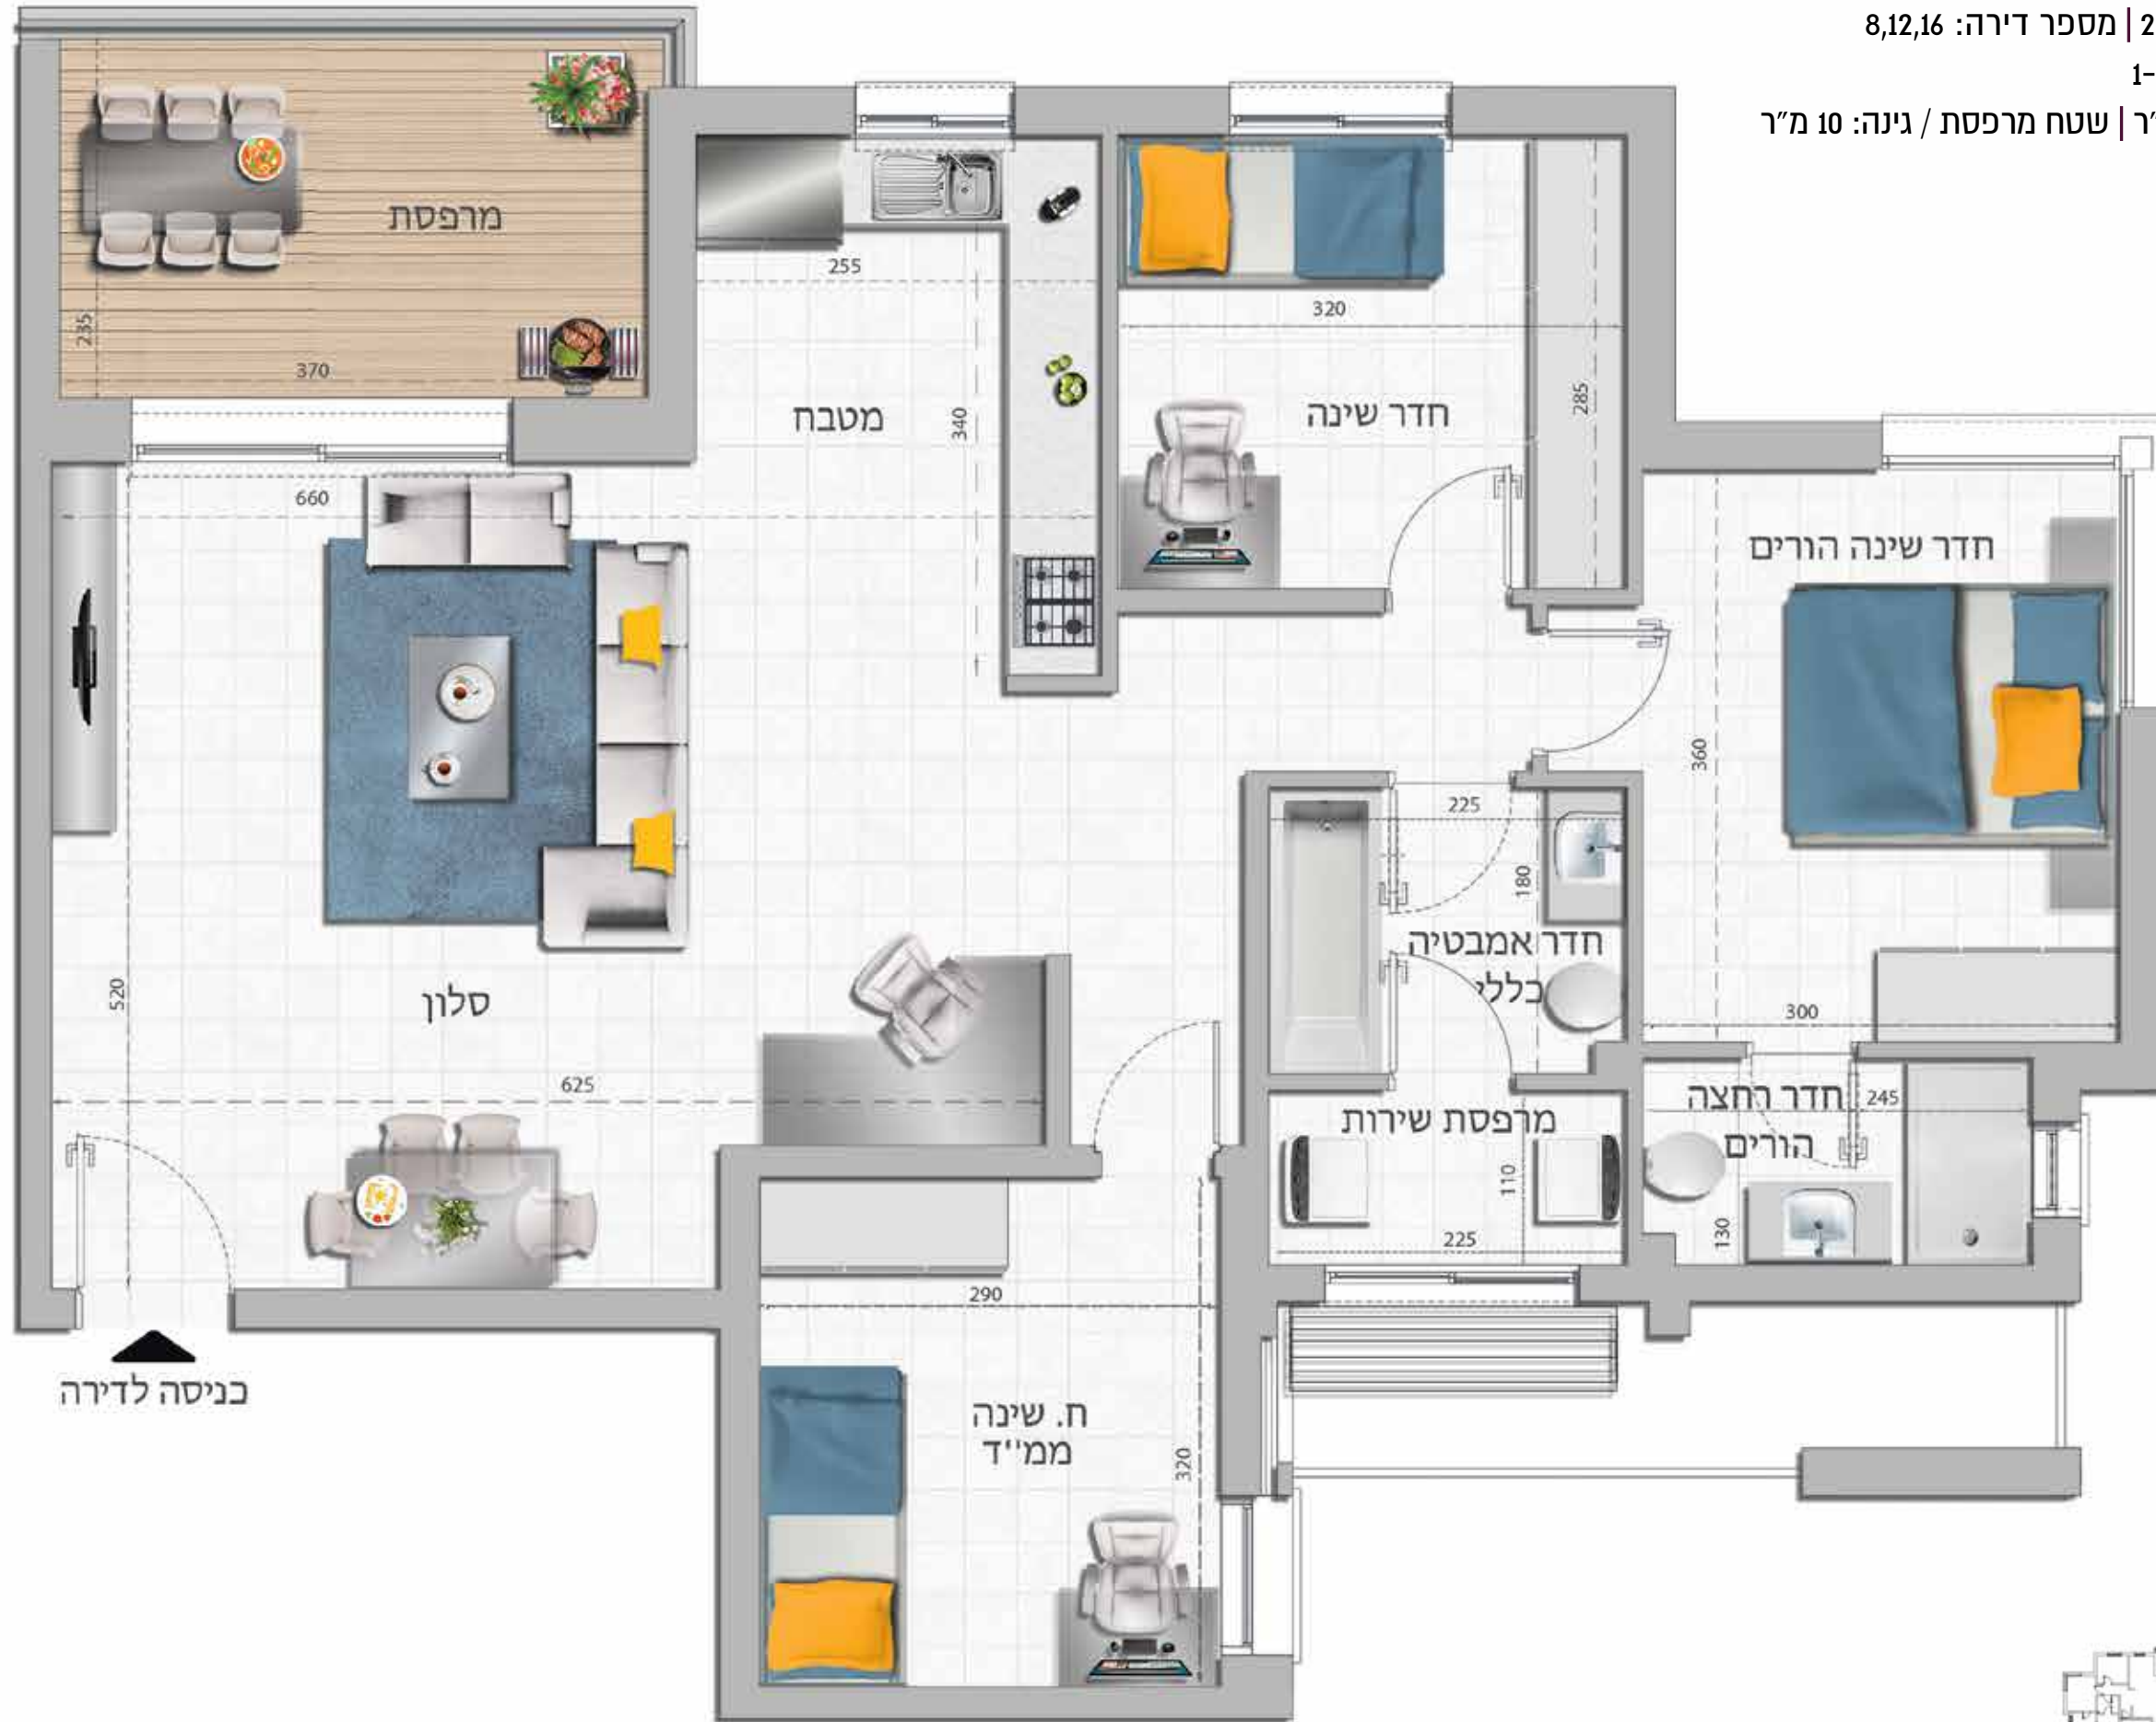 2 | מספר דירה: 8,12,16
1-
"ר | שטח מרפסת / גינה: 10 מ"ר
מרפסת
235
370
255
מטבח
340
320
חדר שינה
285
660
חדר שינה הורים
360
300
סלון
520
625
225
180
חדר אמבטיה
כללי
מרפסת שירות
110
225
חדר רחצה
הורים
245
130
290
ח. שינה
ממ''ד
320
כניסה לדירה